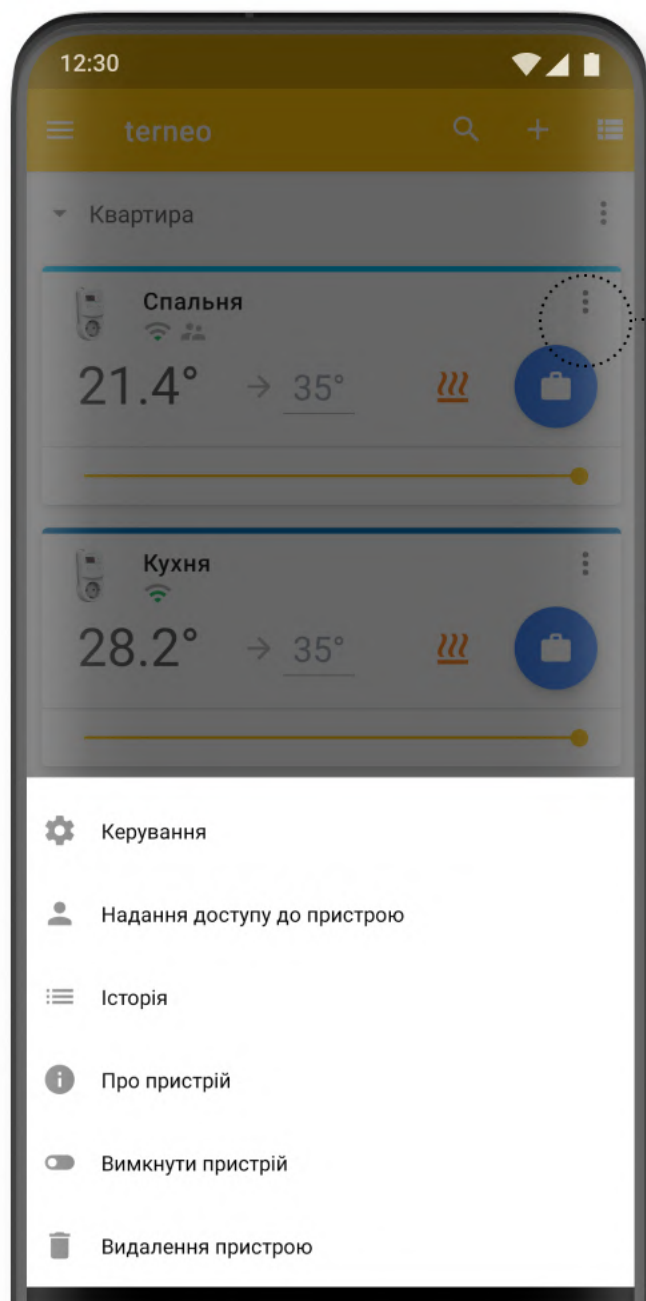 12:30
terneo
Квартира
Спальня
21.4° → 35°
Кухня
28.2° → 35°
Керування
Надання доступу до пристрою
Історія
Про пристрій
Вимкнути пристрій
Видалення пристрою